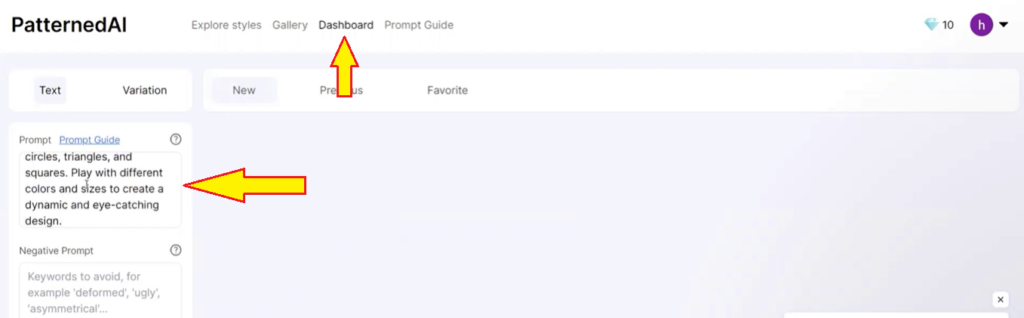 PatternedAI Explore styles Gallery Dashboard Prompt Guide 10 h
Text Variation New Favorite
Prompt Prompt Guide ?
circles, triangles, and
squares. Play with different
colors and sizes to create a
dynamic and eye-catching
design.
Negative Prompt ?
Keywords to avoid, for
example 'deformed', 'ugly',
'asymmetrical'...